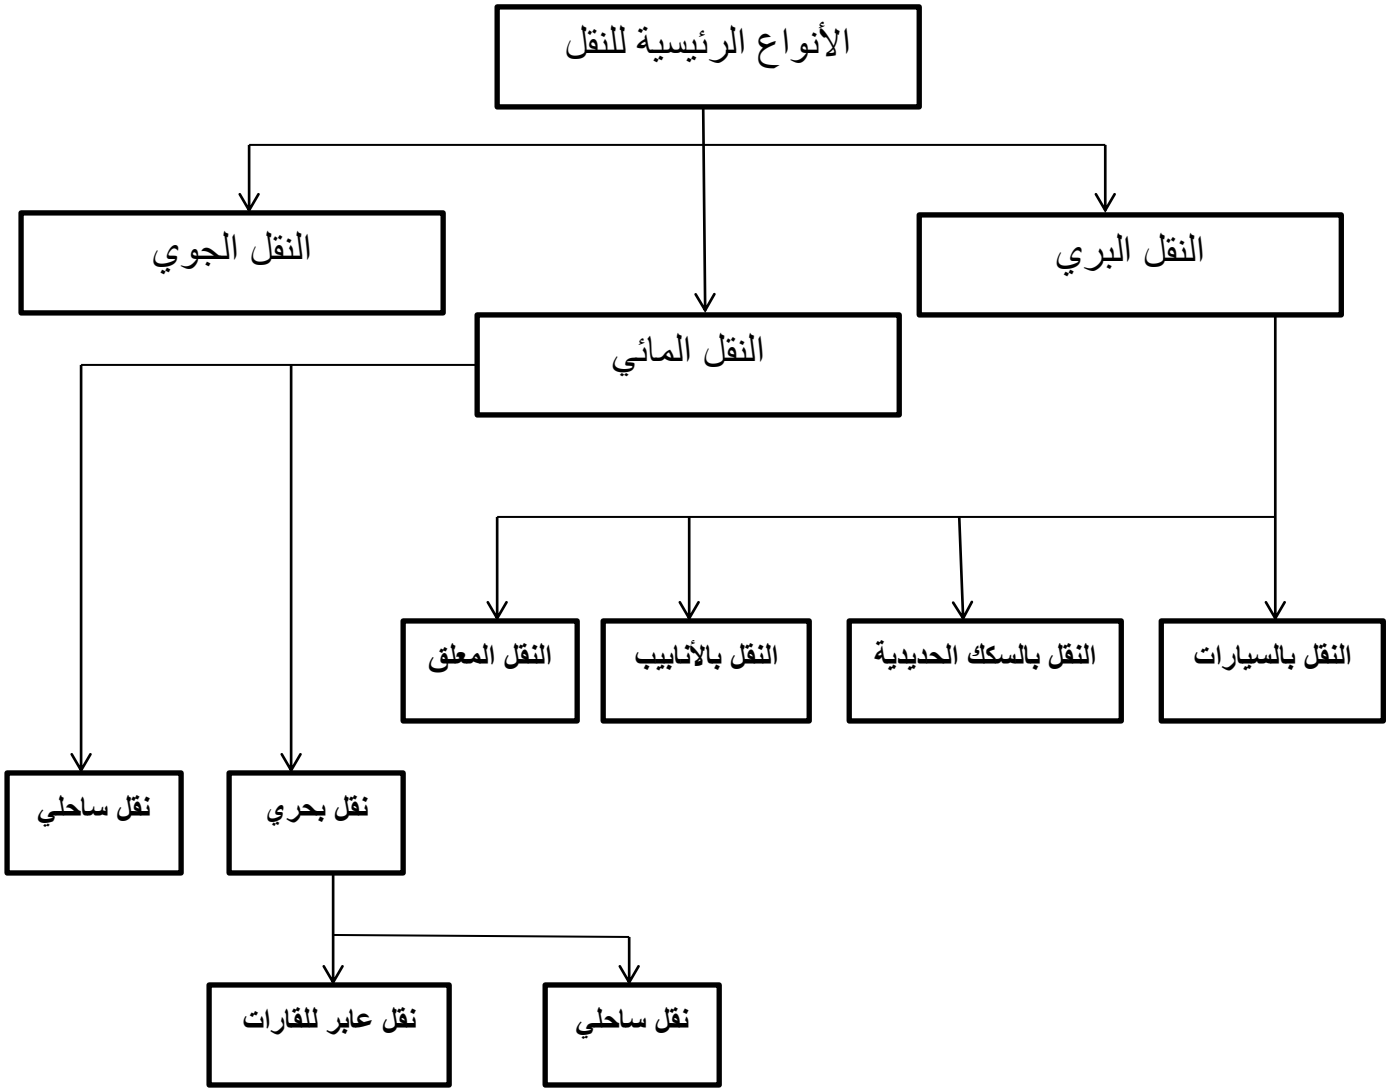 الأنواع الرئيسية للنقل
النقل البري
النقل الجوي
النقل المائي
النقل بالسيارات
النقل بالسكك الحديدية
النقل بالأنابيب
النقل المعلق
نقل بحري
نقل ساحلي
نقل ساحلي
نقل عابر للقارات